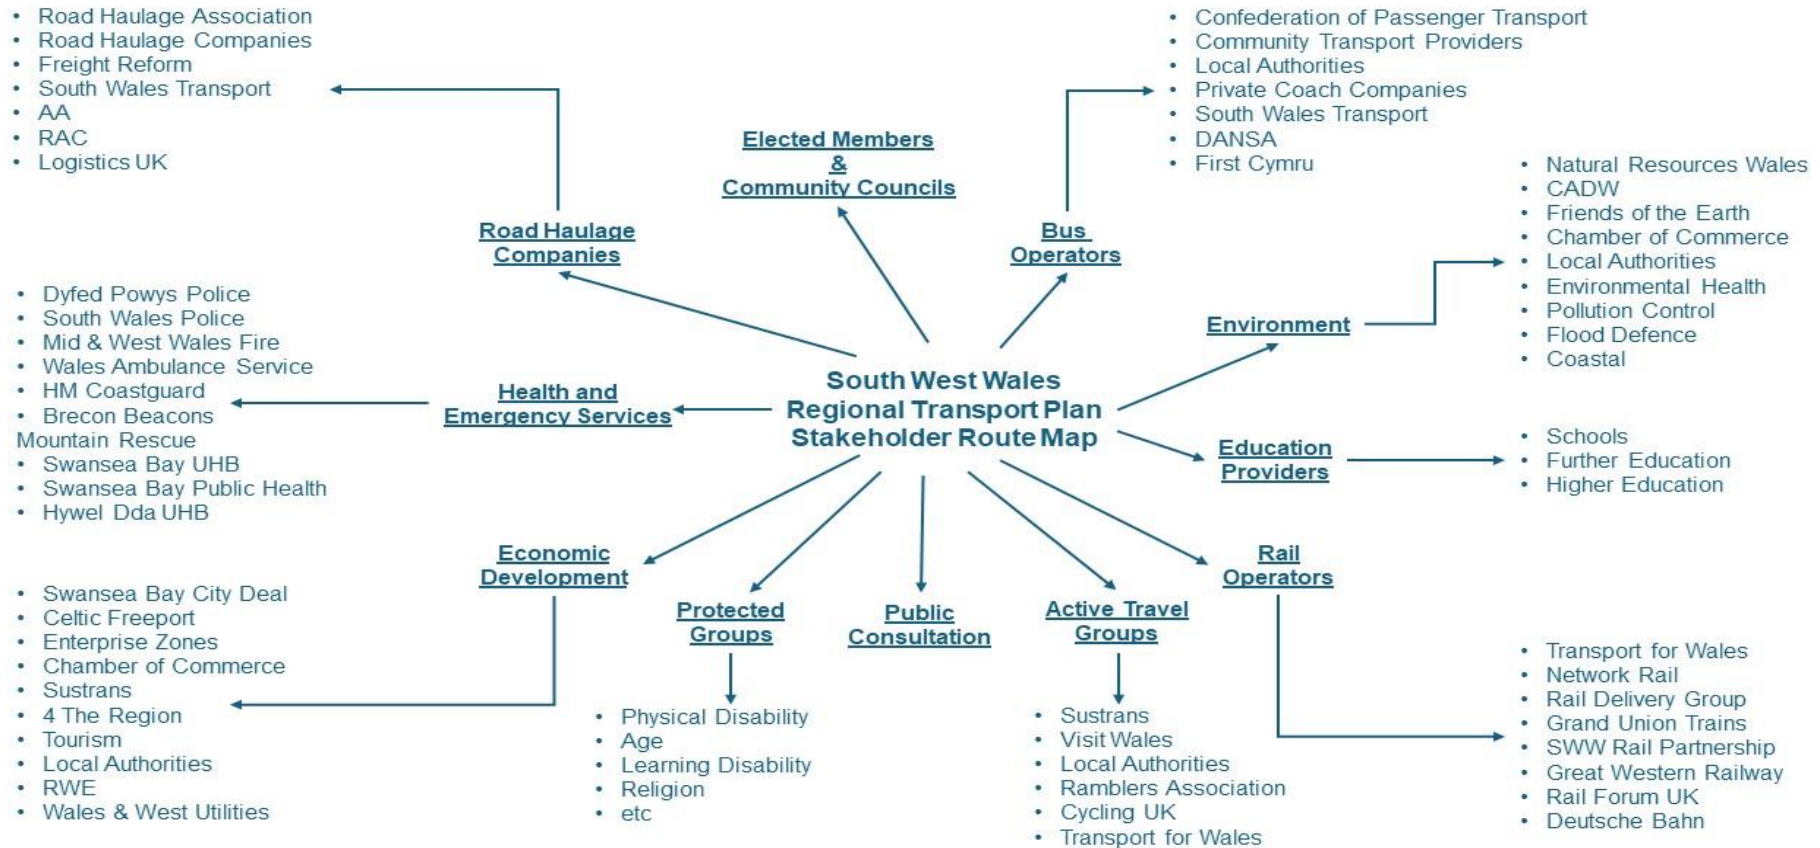 • Road Haulage Association
• Road Haulage Companies
• Freight Reform
• South Wales Transport
• AA
• RAC
• Logistics UK
Road Haulage
Companies
Elected Members
&
Community Councils
• Confederation of Passenger Transport
• Community Transport Providers
• Local Authorities
• Private Coach Companies
• South Wales Transport
• DANSA
• First Cymru
Bus
Operators
• Natural Resources Wales
• CADW
• Friends of the Earth
• Chamber of Commerce
• Local Authorities
• Environmental Health
• Pollution Control
• Flood Defence
• Coastal
Environment
• Dyfed Powys Police
• South Wales Police
• Mid & West Wales Fire
• Wales Ambulance Service
• HM Coastguard
• Brecon Beacons
Mountain Rescue
• Swansea Bay UHB
• Swansea Bay Public Health
• Hywel Dda UHB
Health and
Emergency Services
South West Wales
Regional Transport Plan
Stakeholder Route Map
Education
Providers
• Schools
• Further Education
• Higher Education
Economic
Development
• Swansea Bay City Deal
• Celtic Freeport
• Enterprise Zones
• Chamber of Commerce
• Sustrans
• 4 The Region
• Tourism
• Local Authorities
• RWE
• Wales & West Utilities
Protected
Groups
• Physical Disability
• Age
• Learning Disability
• Religion
• etc
Public
Consultation
Active Travel
Groups
• Sustrans
• Visit Wales
• Local Authorities
• Ramblers Association
• Cycling UK
• Transport for Wales
Rail
Operators
• Transport for Wales
• Network Rail
• Rail Delivery Group
• Grand Union Trains
• SWW Rail Partnership
• Great Western Railway
• Rail Forum UK
• Deutsche Bahn